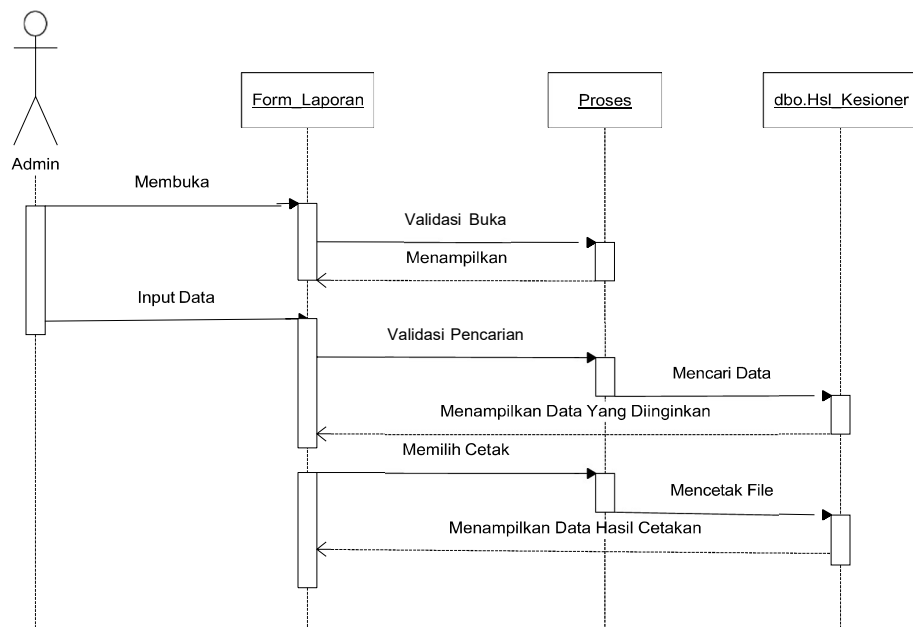 Form_Laporan
Proses
dbo.Hsl_Kesioner
Admin
Membuka
Validasi Buka
Menampilkan
Input Data
Validasi Pencarian
Mencari Data
Menampilkan Data Yang Diinginkan
Memilih Cetak
Mencetak File
Menampilkan Data Hasil Cetakan